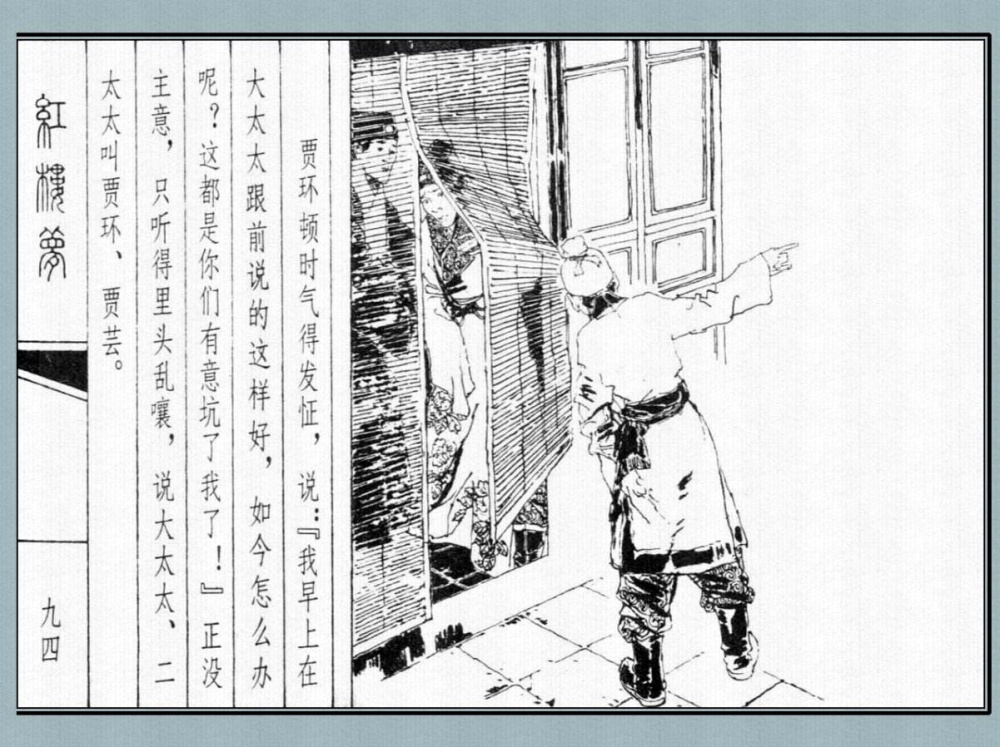 贾环顿时气得发怔，说：『我早上在
大太太跟前说的这样好，如今怎么办
呢？这都是你们有意坑了我了！』正没
主意，只听得里头乱嚷，说大太太、二
太太叫贾环、贾芸。
紅樓夢
九四